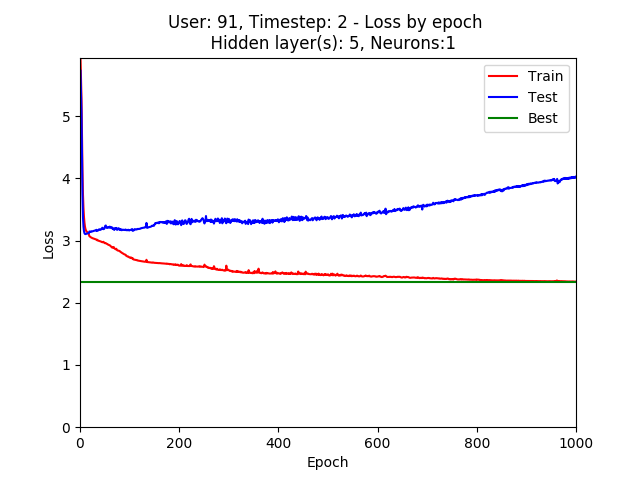 User: 91, Timestep: 2 - Loss by epoch
Hidden layer(s): 5, Neurons:1
Train
Test
Best
Loss
5
4
3
2
1
0
0 200 400 600 800 1000
Epoch